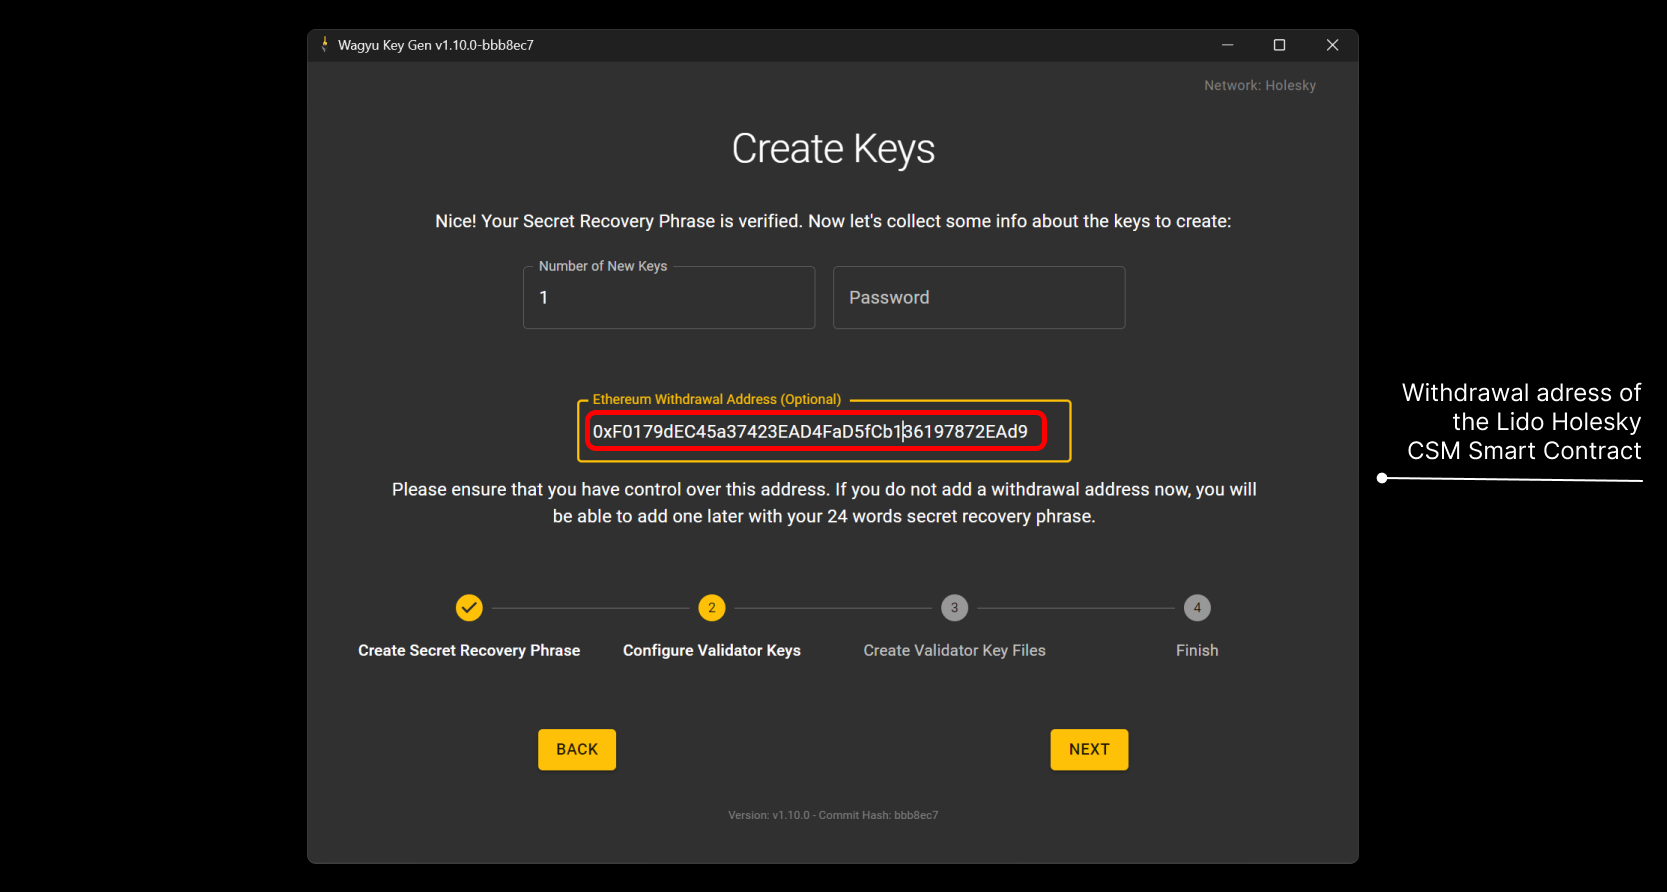 Wagyu Key Gen v1.10.0-bbb8ec7
Network: Holesky
Create Keys
Nice! Your Secret Recovery Phrase is verified. Now let's collect some info about the keys to create:
Number of New Keys
1
Password
Ethereum Withdrawal Address (Optional)
0xF0179dEC45a37423EAD4FaD5fCb136197872EAd9
Please ensure that you have control over this address. If you do not add a withdrawal address now, you will
be able to add one later with your 24 words secret recovery phrase.
Withdrawal adress of
the Lido Holesky
CSM Smart Contract
2
3
4
Create Secret Recovery Phrase
Configure Validator Keys
Create Validator Key Files
Finish
BACK
NEXT
Version: v1.10.0 - Commit Hash: bbb8ec7